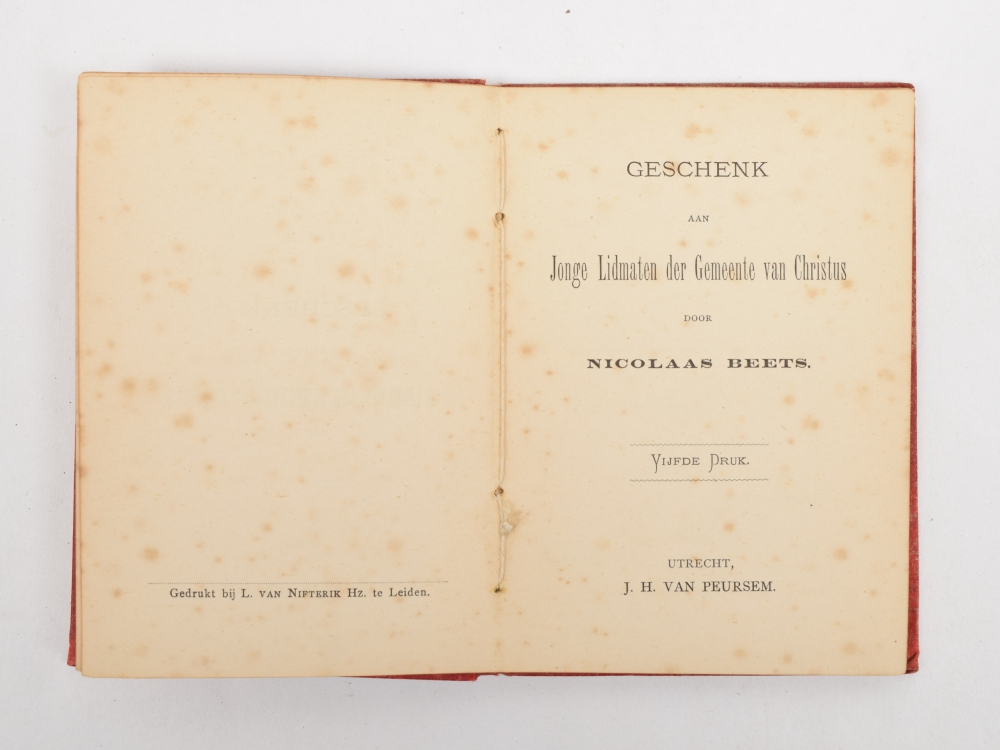 Gedrukt bij L. VAN NIFTERIK Hz. te Leiden.
GESCHENK
AAN
Jonge Lidmaten der Gemeente van Christus
DOOR
NICOLAAS BEETS.
VIJFDE DRUK.
UTRECHT,
J. H. VAN PEURSEM.